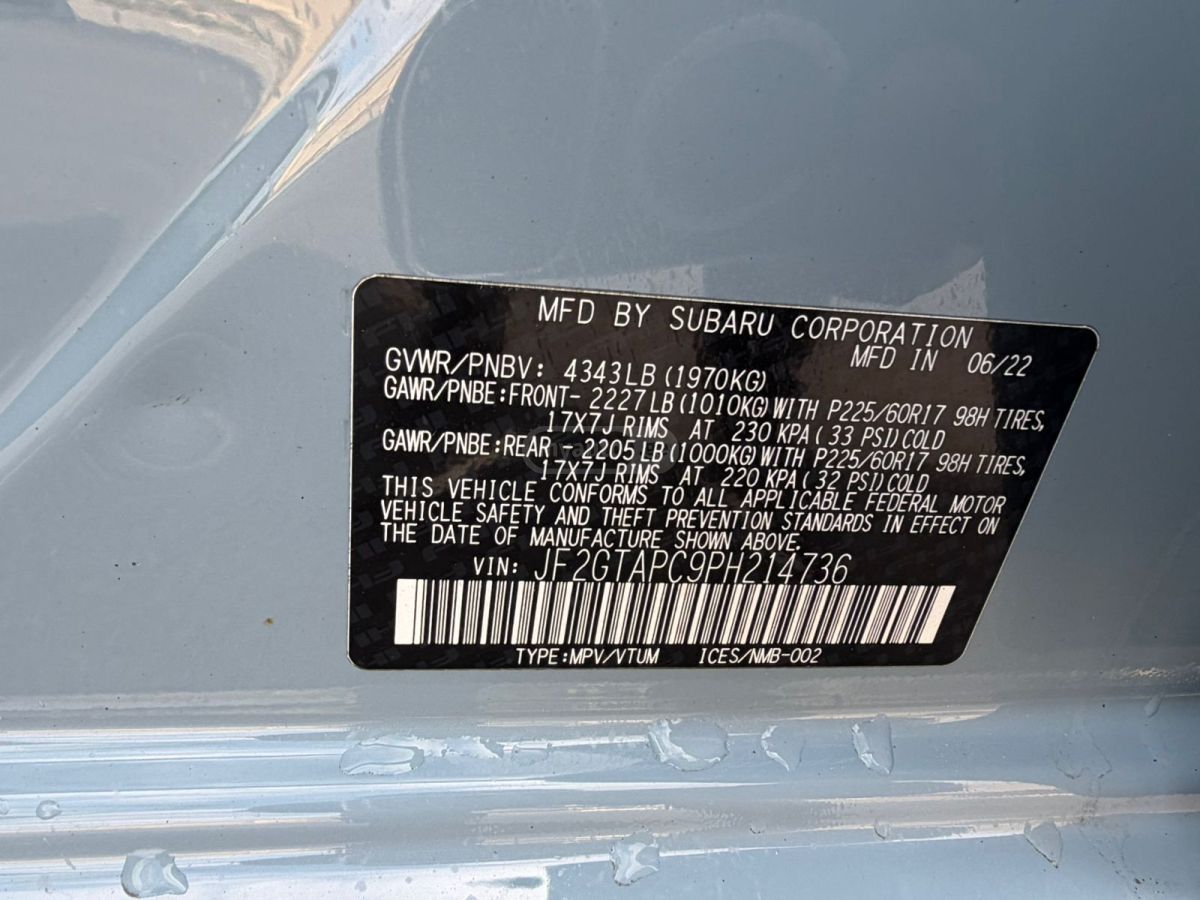 MFD BY SUBARU CORPORATION
MFD IN 06/22
GVWR/PNBV: 4343LB(1970KG)
GAWR/PNBE:FRONT- 2227LB(1010KG)WITH P225/60R17 98H TIRES,
17X7J RIMS AT 230 KPA(33 PSI)COLD
GAWR/PNBE:REAR -2205LB(1000KG)WITH P225/60R17 98H TIRES,
17X7J RIMS AT 220 KPA(32 PSI)COLD
THIS VEHICLE CONFORMS TO ALL APPLICABLE FEDERAL MOTOR
VEHICLE SAFETY AND THEFT PREVENTION STANDARDS IN EFFECT ON
THE DATE OF MANUFACTURE SHOWN ABOVE.
VIN: JF2GTAPC9PH214736
TYPE:MPV/VTUM ICES/NMB-002